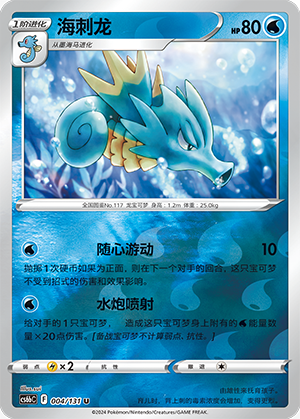 1阶进化
海刺龙
HP80
从墨海马进化
全国图鉴No.117 龙宝可梦 身高：1.2m 体重：25.0kg
随心游动 10
抛掷1次硬币如果为正面，则在下一个对手的回合，这只宝可梦
不受到招式的伤害和效果影响。
水炮喷射
给对手的1只宝可梦，造成这只宝可梦身上附有的能量数
量×20点伤害。[备战宝可梦不计算弱点、抗性。]
弱点 ×2 抗性 撤退
CS6bC F 004/131 U
©2024 Pokémon/Nintendo/Creatures/GAME FREAK.